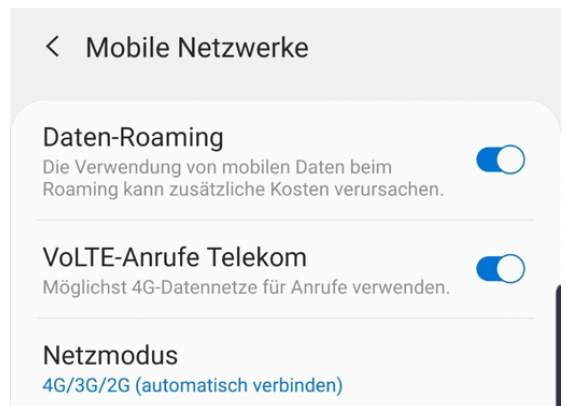 Mobile Netzwerke
Daten-Roaming
Die Verwendung von mobilen Daten beim
Roaming kann zusätzliche Kosten verursachen.
VoLTE-Anrufe Telekom
Möglichst 4G-Datennetze für Anrufe verwenden.
Netzmodus
4G/3G/2G (automatisch verbinden)